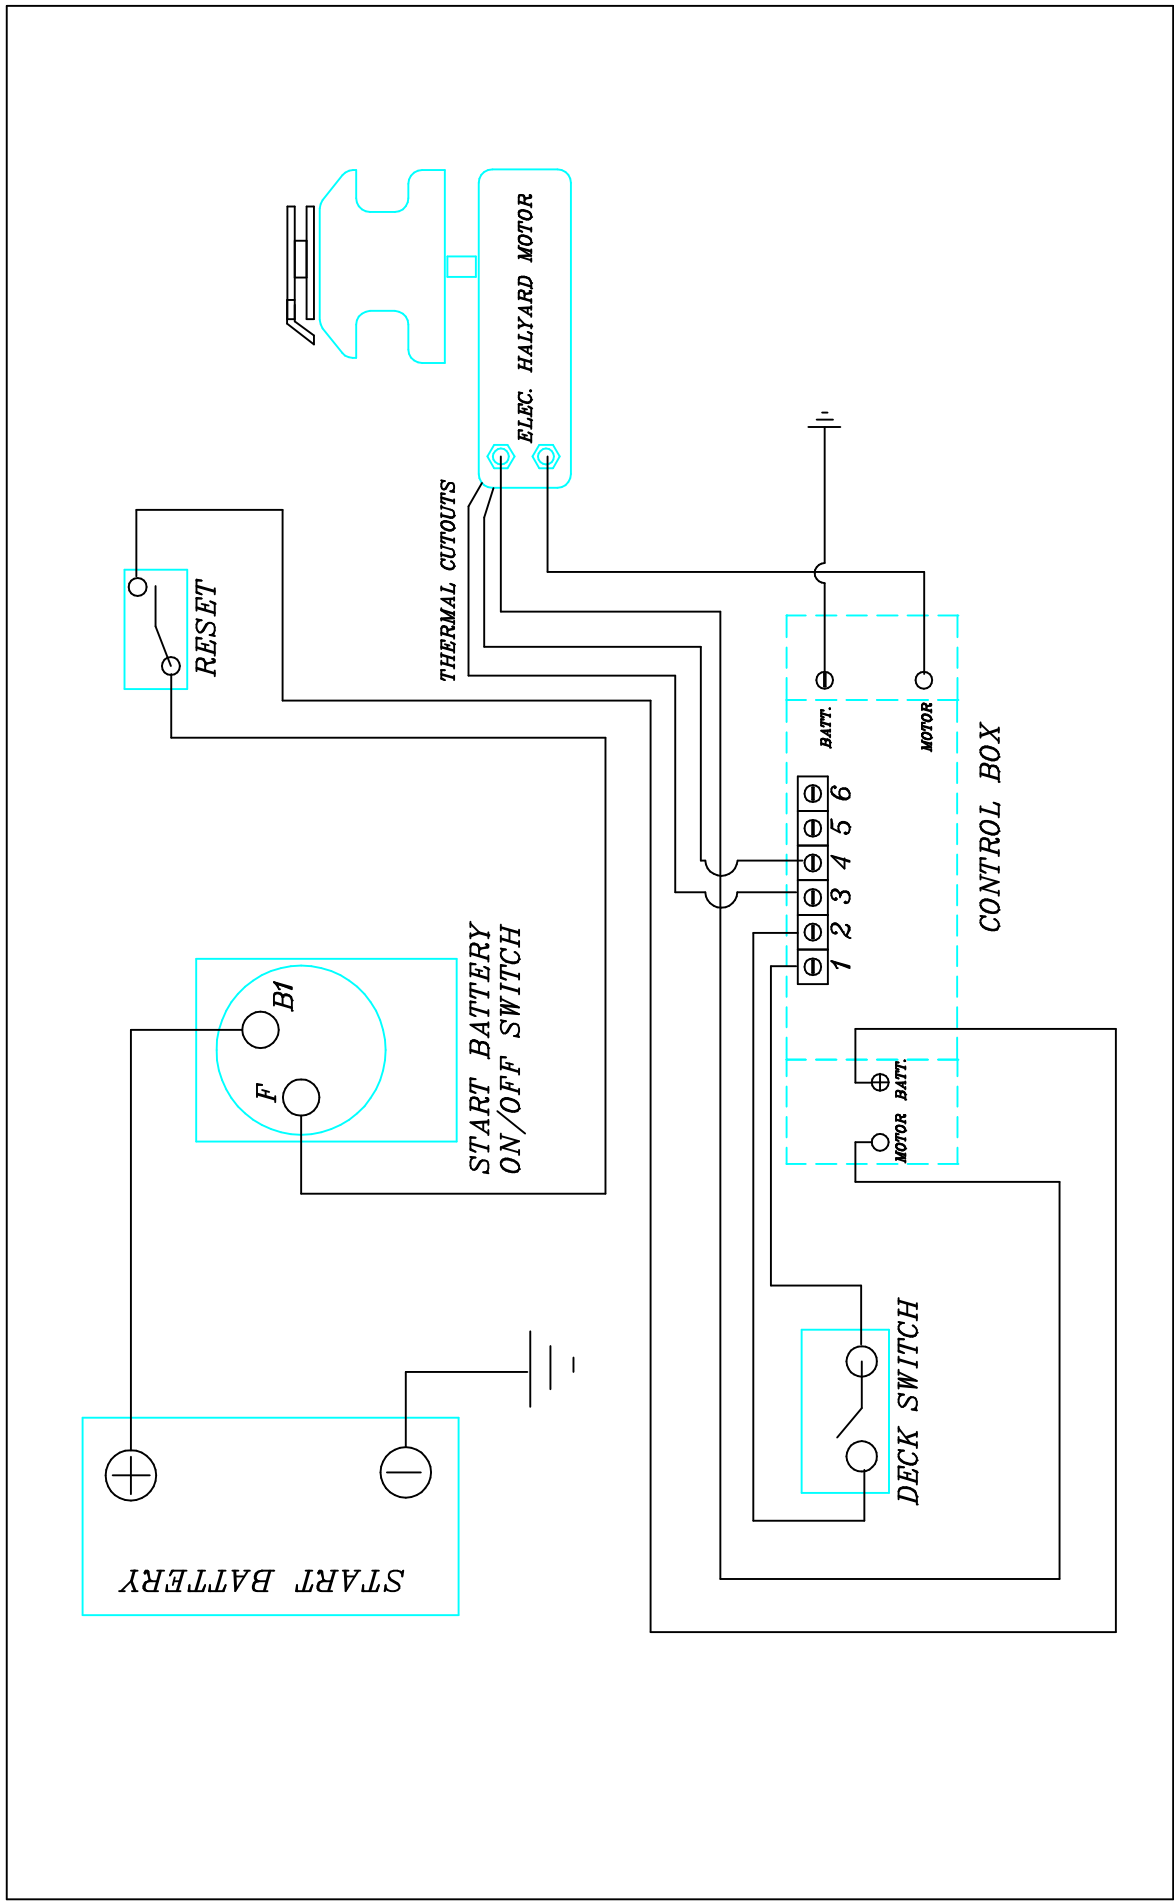 START BATTERY
START BATTERY
ON/OFF SWITCH
B1
F
RESET
THERMAL CUTOUTS
ELEC. HALYARD MOTOR
DECK SWITCH
MOTOR
BATT.
1
2
3
4
5
6
BATT.
MOTOR
CONTROL BOX